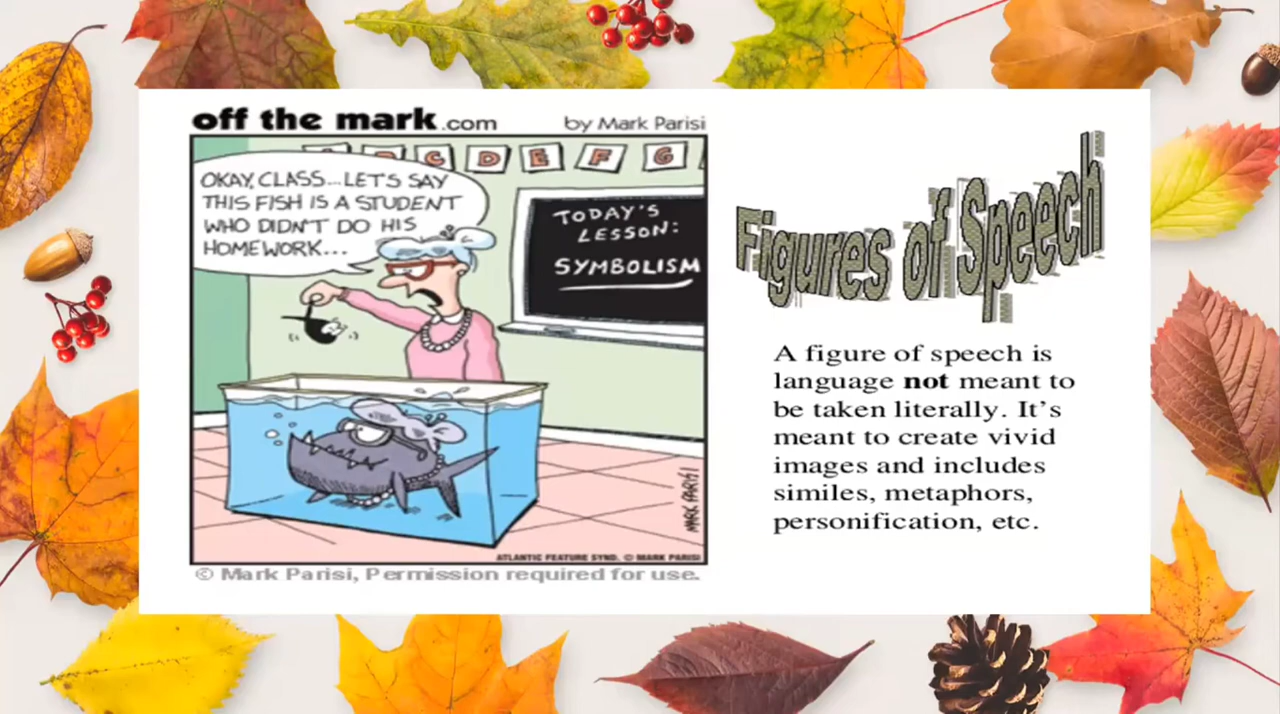 off the mark.com by Mark Parisi
C D E F G
OKAY, CLASS...LET'S SAY
THIS FISH IS A STUDENT
WHO DIDN'T DO HIS
HOMEWORK...
TODAY'S
LESSON:
SYMBOLISM
MARK PARISI
ATLANTIC FEATURE SYND. © MARK PARISI
© Mark Parisi, Permission required for use.
Figures of Speech
A figure of speech is
language not meant to
be taken literally. It's
meant to create vivid
images and includes
similes, metaphors,
personification, etc.